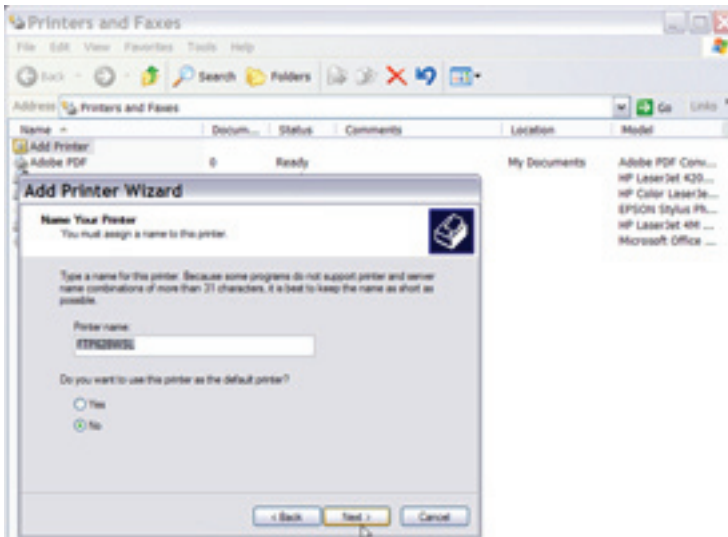 Printers and Faxes
File Edit View Favorites Tools Help
Back Search Folders
Address Printers and Faxes Go Links
Name Docum... Status Comments Location Model
Add Printer
Adobe PDF 0 Ready My Documents Adobe PDF Conv...
HP LaserJet 420...
HP Color LaserJe...
EPSON Stylus Ph...
HP LaserJet 4M ...
Microsoft Office ...
Add Printer Wizard
Name Your Printer
You must assign a name to this printer.
Type a name for this printer. Because some programs do not support printer and server
name combinations of more than 31 characters, it is best to keep the name as short as
possible.
Printer name:
FTP628WSL
Do you want to use this printer as the default printer?
Yes
No
< Back Next > Cancel